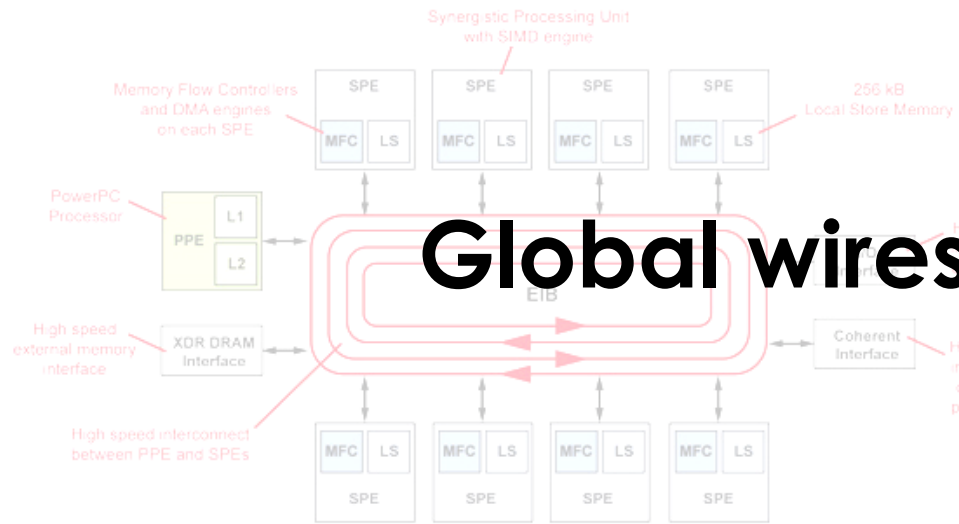 Synergistic Processing Unit
with SIMD engine
Memory Flow Controllers
and DMA engines
on each SPE
SPE
SPE
SPE
SPE
256 kB
Local Store Memory
MFC LS
MFC LS
MFC LS
MFC LS
PowerPC
Processor
PPE
L1
L2
Global wires
EIB
High speed
external memory
interface
XDR DRAM
Interface
Coherent
Interface
High speed interconnect
between PPE and SPEs
MFC LS
MFC LS
MFC LS
MFC LS
SPE
SPE
SPE
SPE